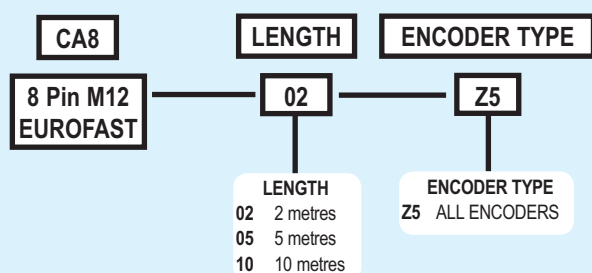 CA8 LENGTH ENCODER TYPE
8 Pin M12
EUROFAST
02 Z5
LENGTH
02 2 metres
05 5 metres
10 10 metres
ENCODER TYPE
Z5 ALL ENCODERS